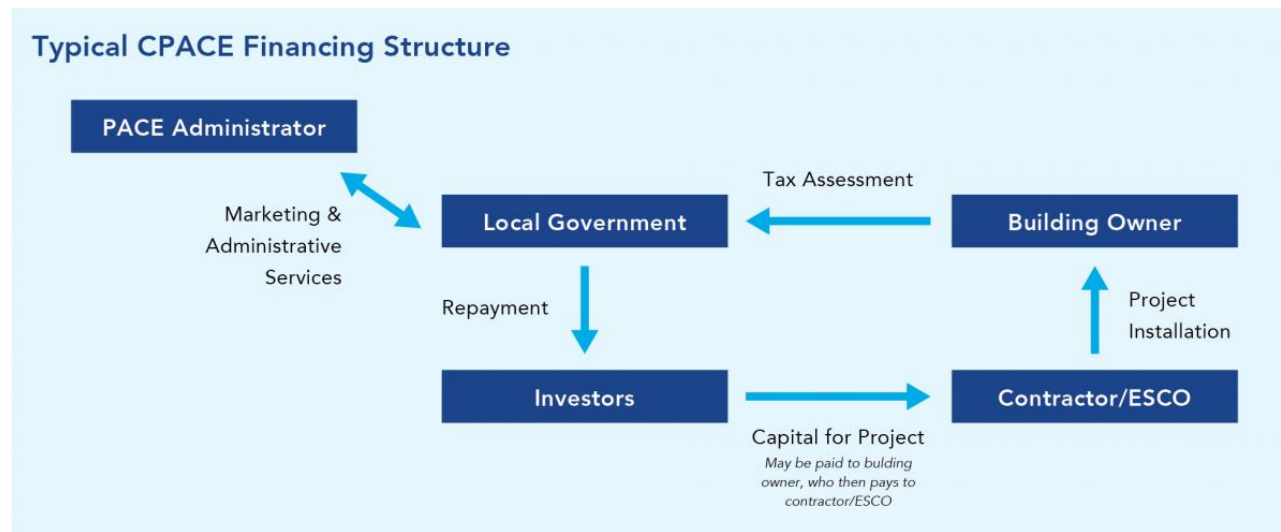 Typical CPACE Financing Structure
PACE Administrator
Marketing &
Administrative
Services
Local Government
Tax Assessment
Building Owner
Repayment
Project
Installation
Investors
Capital for Project
May be paid to bulding
owner, who then pays to
contractor/ESCO
Contractor/ESCO